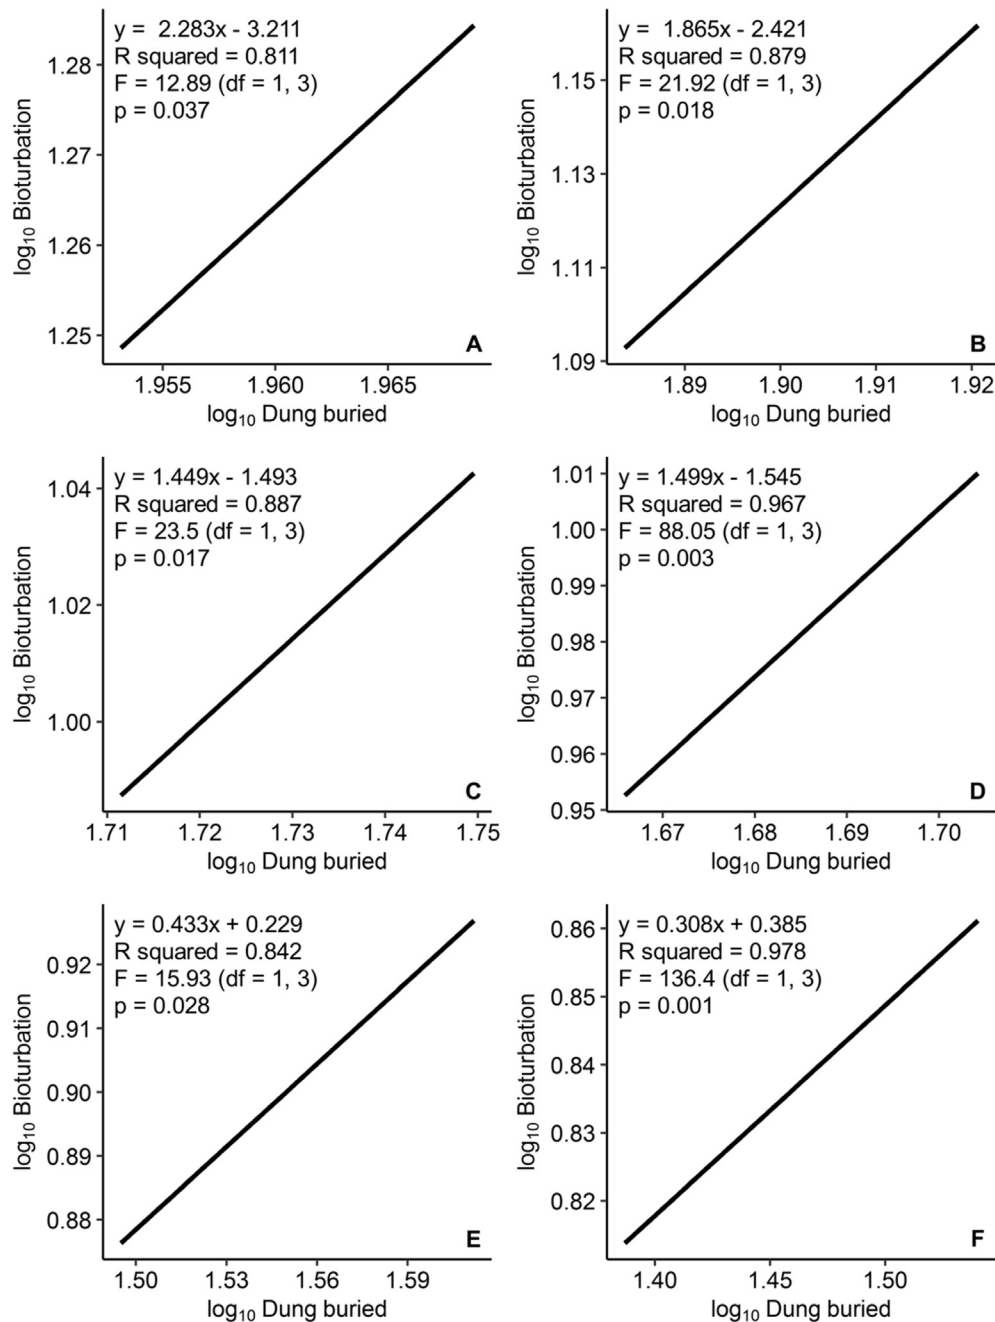 y =  2.283x - 3.211
R squared = 0.811
F = 12.89 (df = 1, 3)
p = 0.037
1.28
1.27
1.26
1.25
log10 Bioturbation
A
1.955 1.960 1.965
log10 Dung buried
y =  1.865x - 2.421
R squared = 0.879
F = 21.92 (df = 1, 3)
p = 0.018
1.15
1.13
1.11
1.09
log10 Bioturbation
B
1.89 1.90 1.91 1.92
log10 Dung buried
y = 1.449x - 1.493
R squared = 0.887
F = 23.5 (df = 1, 3)
p = 0.017
1.04
1.02
1.00
log10 Bioturbation
C
1.71 1.72 1.73 1.74 1.75
log10 Dung buried
y = 1.499x - 1.545
R squared = 0.967
F = 88.05 (df = 1, 3)
p = 0.003
1.01
1.00
0.99
0.98
0.97
0.96
0.95
log10 Bioturbation
D
1.67 1.68 1.69 1.70
log10 Dung buried
y = 0.433x + 0.229
R squared = 0.842
F = 15.93 (df = 1, 3)
p = 0.028
0.92
0.91
0.90
0.89
0.88
log10 Bioturbation
E
1.50 1.53 1.56 1.59
log10 Dung buried
y = 0.308x + 0.385
R squared = 0.978
F = 136.4 (df = 1, 3)
p = 0.001
0.86
0.85
0.84
0.83
0.82
log10 Bioturbation
F
1.40 1.45 1.50
log10 Dung buried